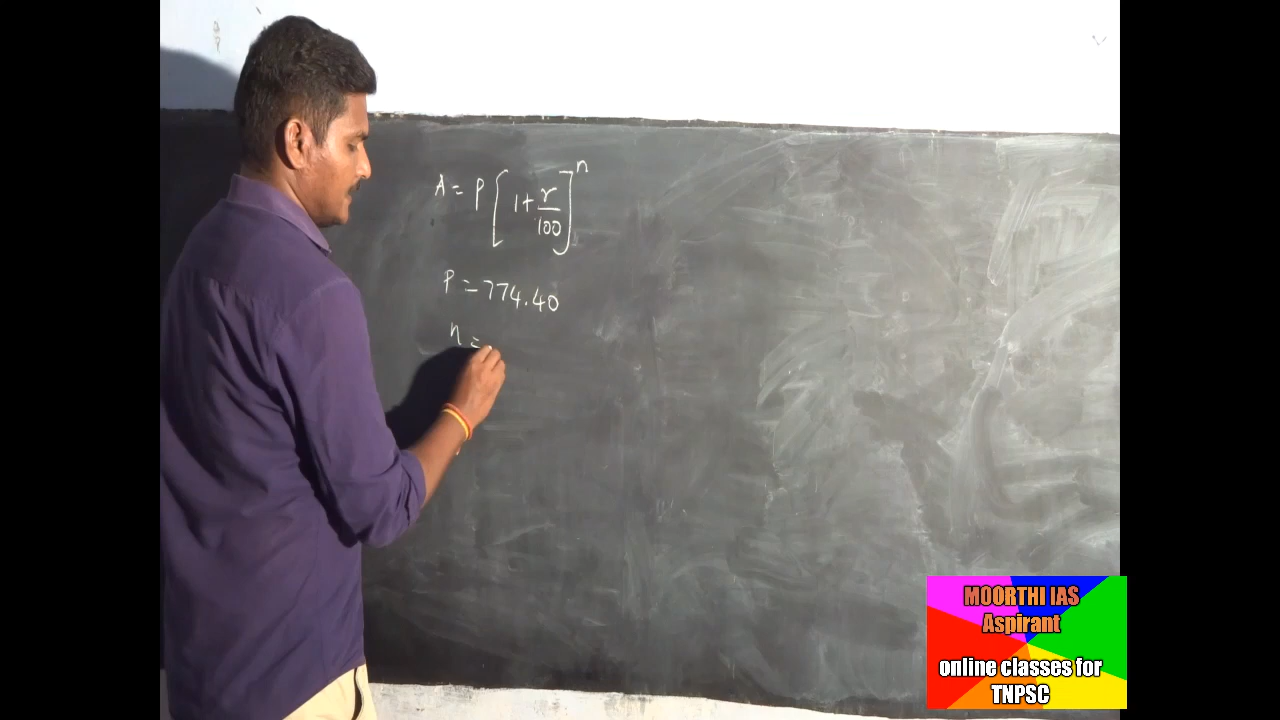 A = P [ 1 + r/100 ]^n
P = 774.40
n =
MOORTHI IAS
Aspirant
online classes for
TNPSC